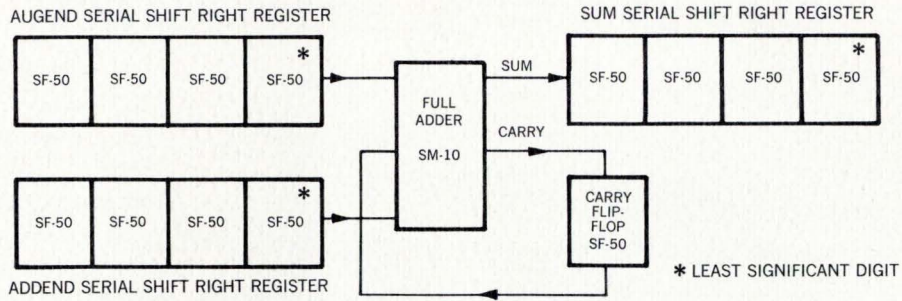 AUGEND SERIAL SHIFT RIGHT REGISTER
SF-50 SF-50 SF-50 * SF-50
ADDEND SERIAL SHIFT RIGHT REGISTER
SF-50 SF-50 SF-50 * SF-50
FULL
ADDER
SM-10
SUM
CARRY
SUM SERIAL SHIFT RIGHT REGISTER
SF-50 SF-50 SF-50 * SF-50
CARRY
FLIP-
FLOP
SF-50
* LEAST SIGNIFICANT DIGIT